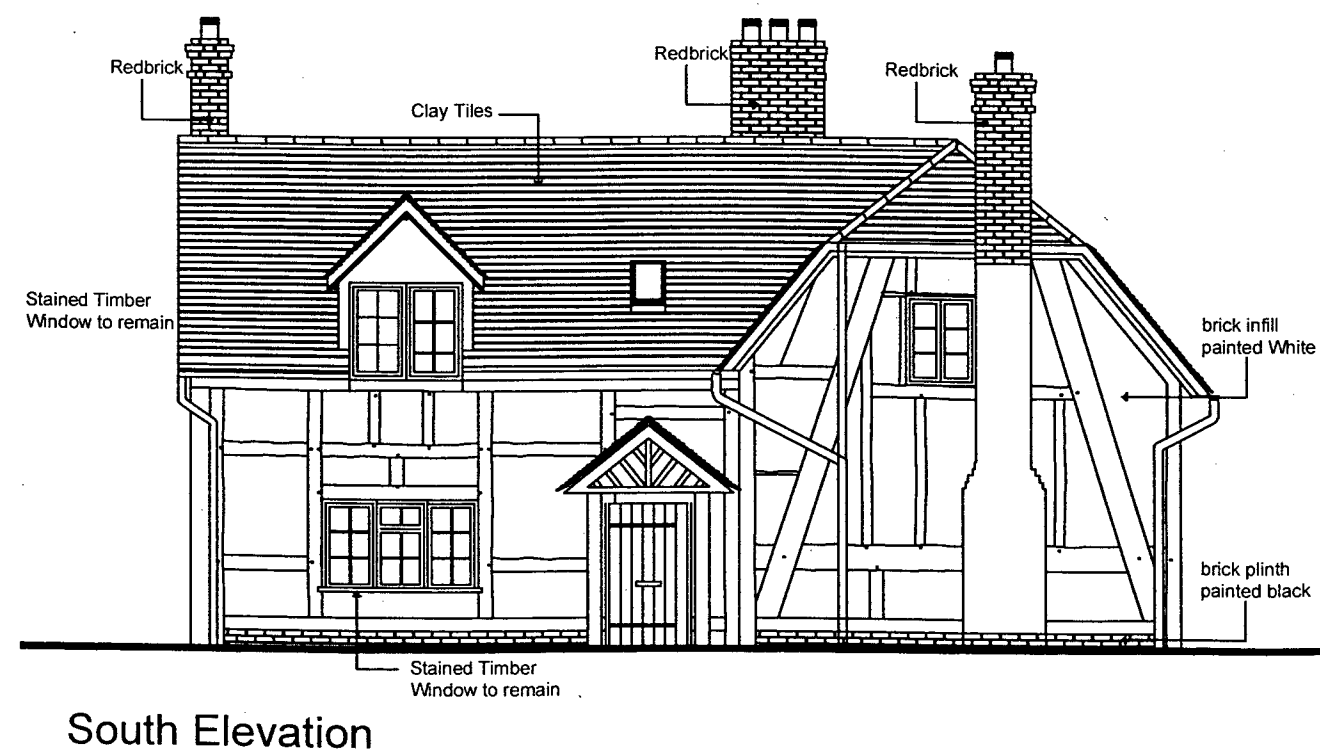 Redbrick
Redbrick
Redbrick
Clay Tiles
Stained Timber
Window to remain
brick infill
painted White
brick plinth
painted black
Stained Timber
Window to remain
South Elevation